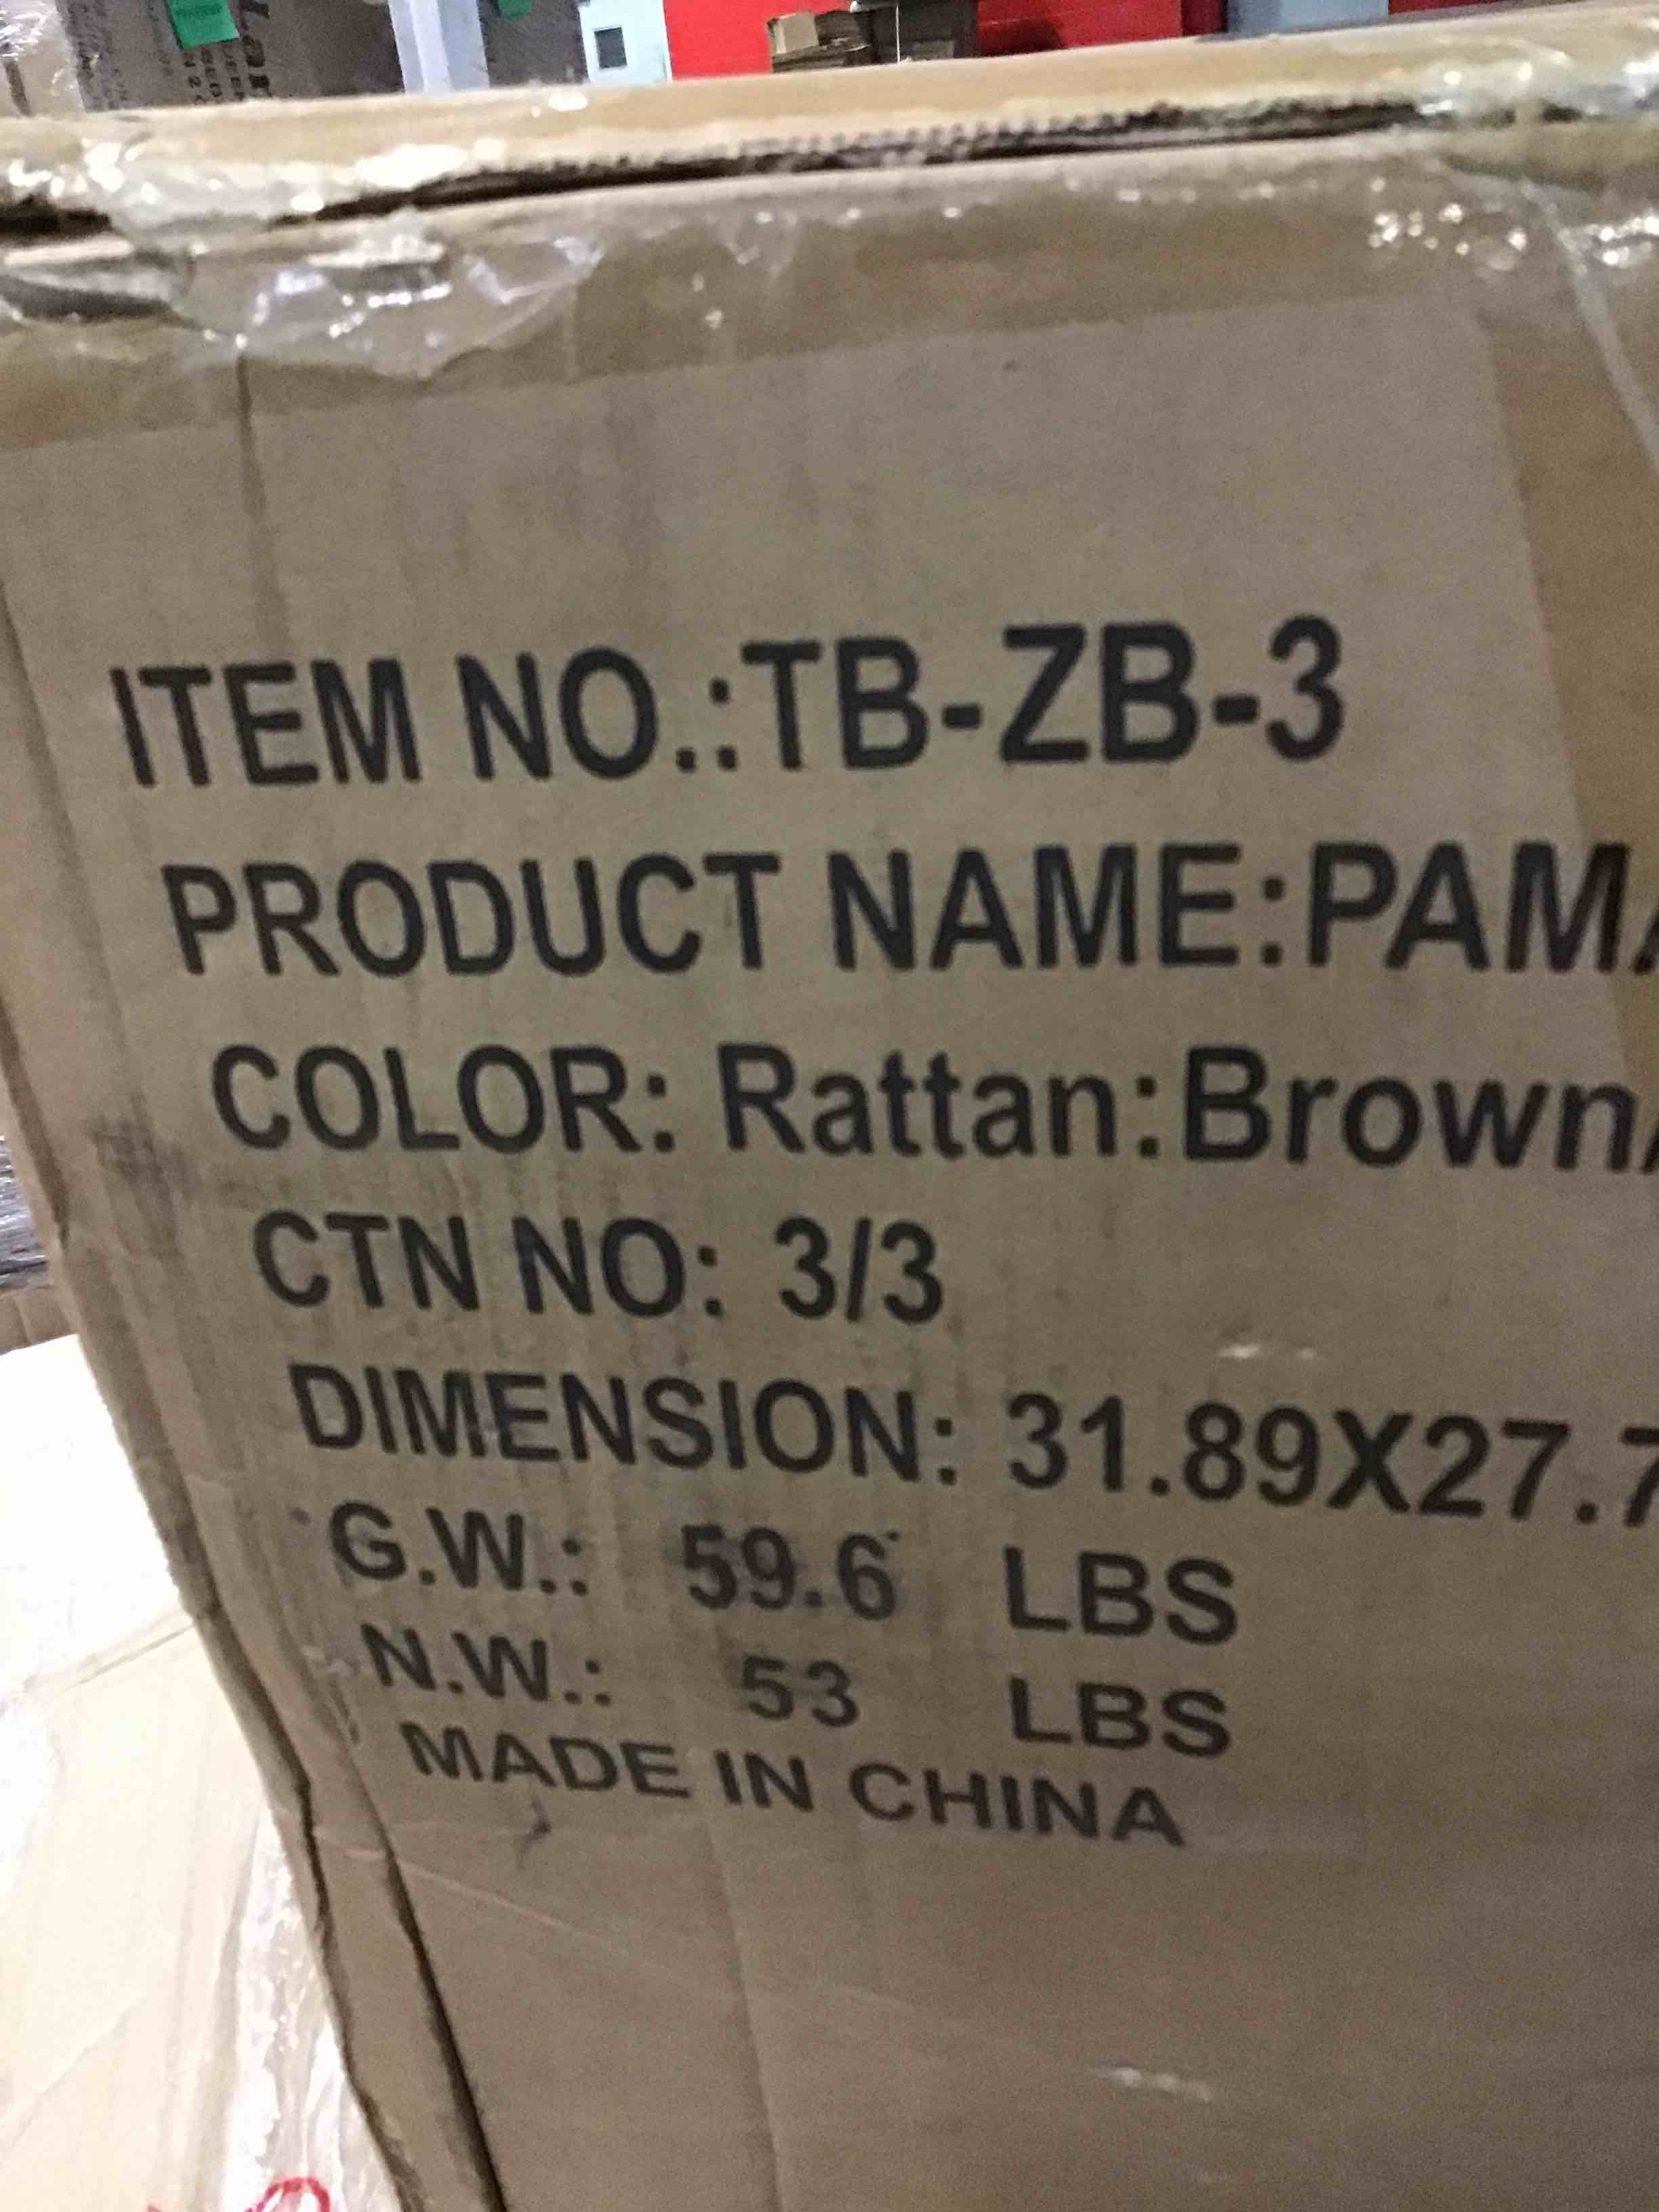 ITEM NO.:TB-ZB-3
PRODUCT NAME:PAM
COLOR: Rattan:Brown
CTN NO: 3/3
DIMENSION: 31.89X27.7
G.W.: 59.6 LBS
N.W.: 53 LBS
MADE IN CHINA